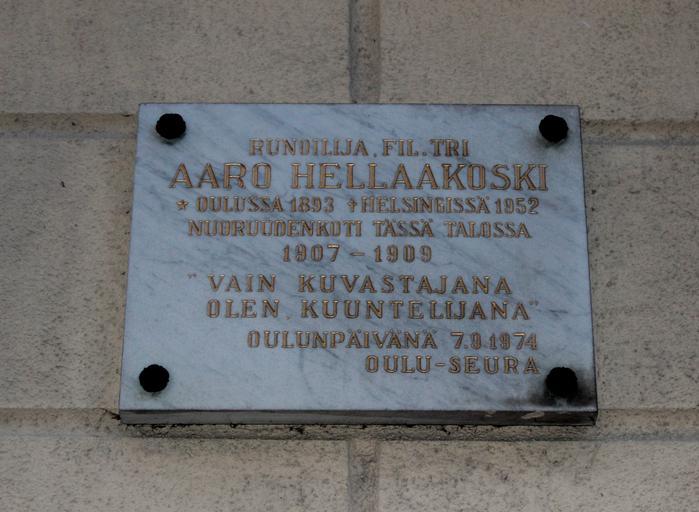 RUNOILIJA, FIL. TRI
AARO HELLAAKOSKI
* OULUSSA 1893 ✝ HELSINGISSÄ 1952
NUORUUDENKOTI TÄSSÄ TALOSSA
1907 – 1909
"VAIN KUVASTAJANA
OLEN, KUUNTELIJANA"
OULUNPÄIVÄNÄ 7.9.1974
OULU-SEURA